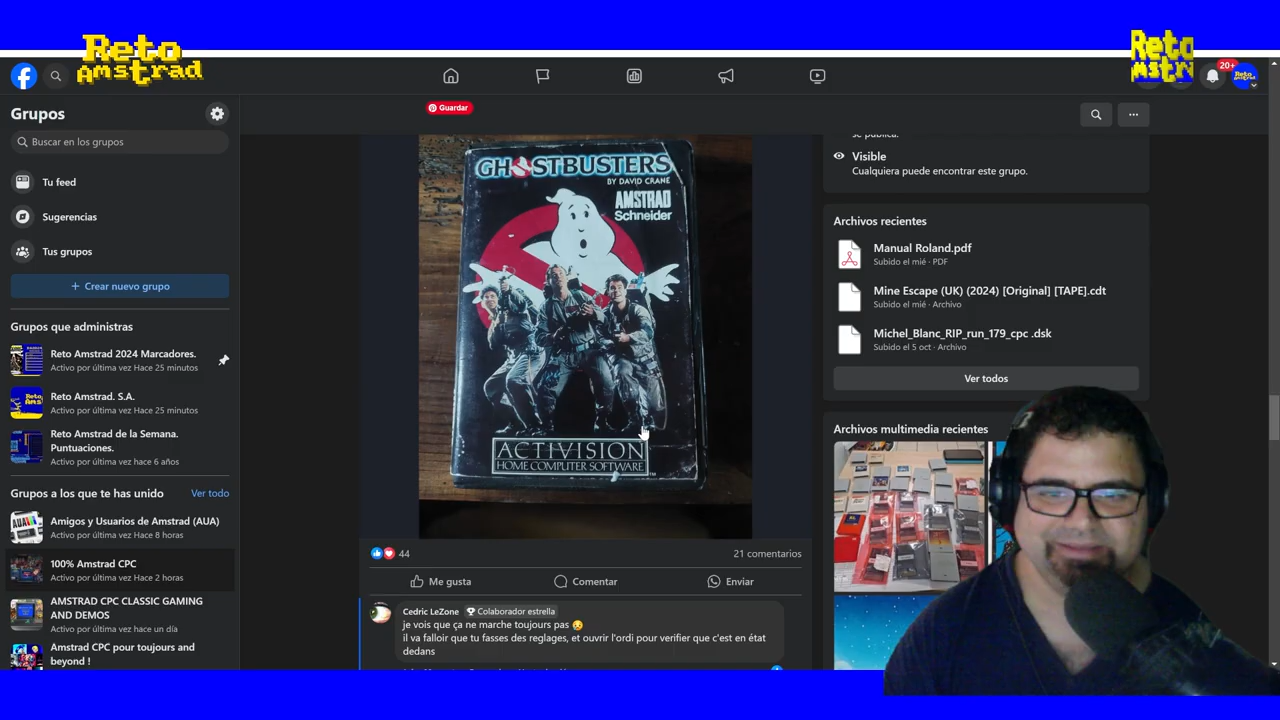 Reto
Amstrad
Reto
20+
Guardar
Grupos
Buscar en los grupos
Tu feed
Sugerencias
Tus grupos
+ Crear nuevo grupo
Grupos que administras
Reto Amstrad 2024 Marcadores.
Activo por última vez Hace 25 minutos
Reto Amstrad. S.A.
Activo por última vez Hace 25 minutos
Reto Amstrad de la Semana.
Puntuaciones.
Activo por última vez hace 6 años
Grupos a los que te has unido
Ver todo
Amigos y Usuarios de Amstrad (AUA)
Activo por última vez Hace 8 horas
100% Amstrad CPC
Activo por última vez Hace 2 horas
AMSTRAD CPC CLASSIC GAMING
AND DEMOS
Activo por última vez hace un día
Amstrad CPC pour toujours and
beyond !
GHOSTBUSTERS
BY DAVID CRANE
AMSTRAD
Schneider
ACTIVISION
HOME COMPUTER SOFTWARE
TM
44
21 comentarios
Me gusta
Comentar
Enviar
Cedric LeZone Colaborador estrella
je vois que ça ne marche toujours pas 😥
il va falloir que tu fasses des reglages, et ouvrir l'ordi pour verifier que c'est en état
dedans
se publica.
Visible
Cualquiera puede encontrar este grupo.
Archivos recientes
Manual Roland.pdf
Subido el mié · PDF
Mine Escape (UK) (2024) [Original] [TAPE].cdt
Subido el mié · Archivo
Michel_Blanc_RIP_run_179_cpc .dsk
Subido el 5 oct · Archivo
Ver todos
Archivos multimedia recientes